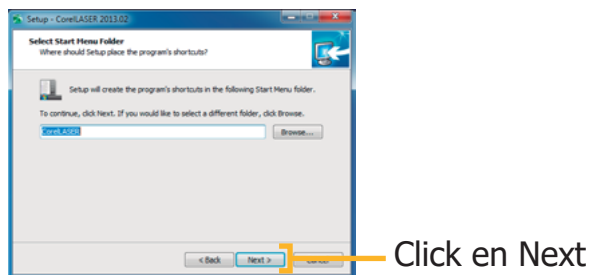 Setup - CorelLASER 2013.02
Select Start Menu Folder
Where should Setup place the program's shortcuts?
Setup will create the program's shortcuts in the following Start Menu folder.
To continue, click Next. If you would like to select a different folder, click Browse.
CorelLASER
Browse...
< Back
Next >
Click en Next